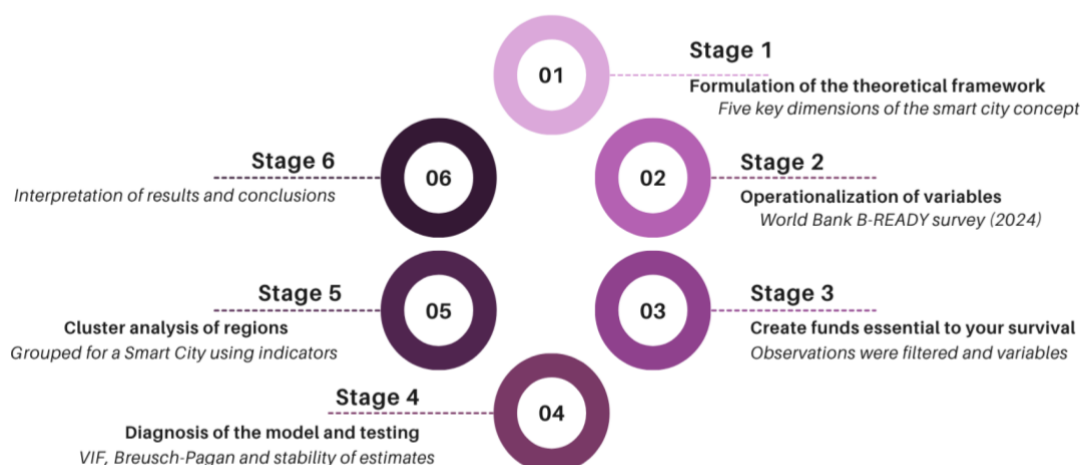 01
Stage 1
Formulation of the theoretical framework
Five key dimensions of the smart city concept
02
Stage 2
Operationalization of variables
World Bank B-READY survey (2024)
03
Stage 3
Create funds essential to your survival
Observations were filtered and variables
04
Stage 4
Diagnosis of the model and testing
VIF, Breusch-Pagan and stability of estimates
05
Stage 5
Cluster analysis of regions
Grouped for a Smart City using indicators
06
Stage 6
Interpretation of results and conclusions